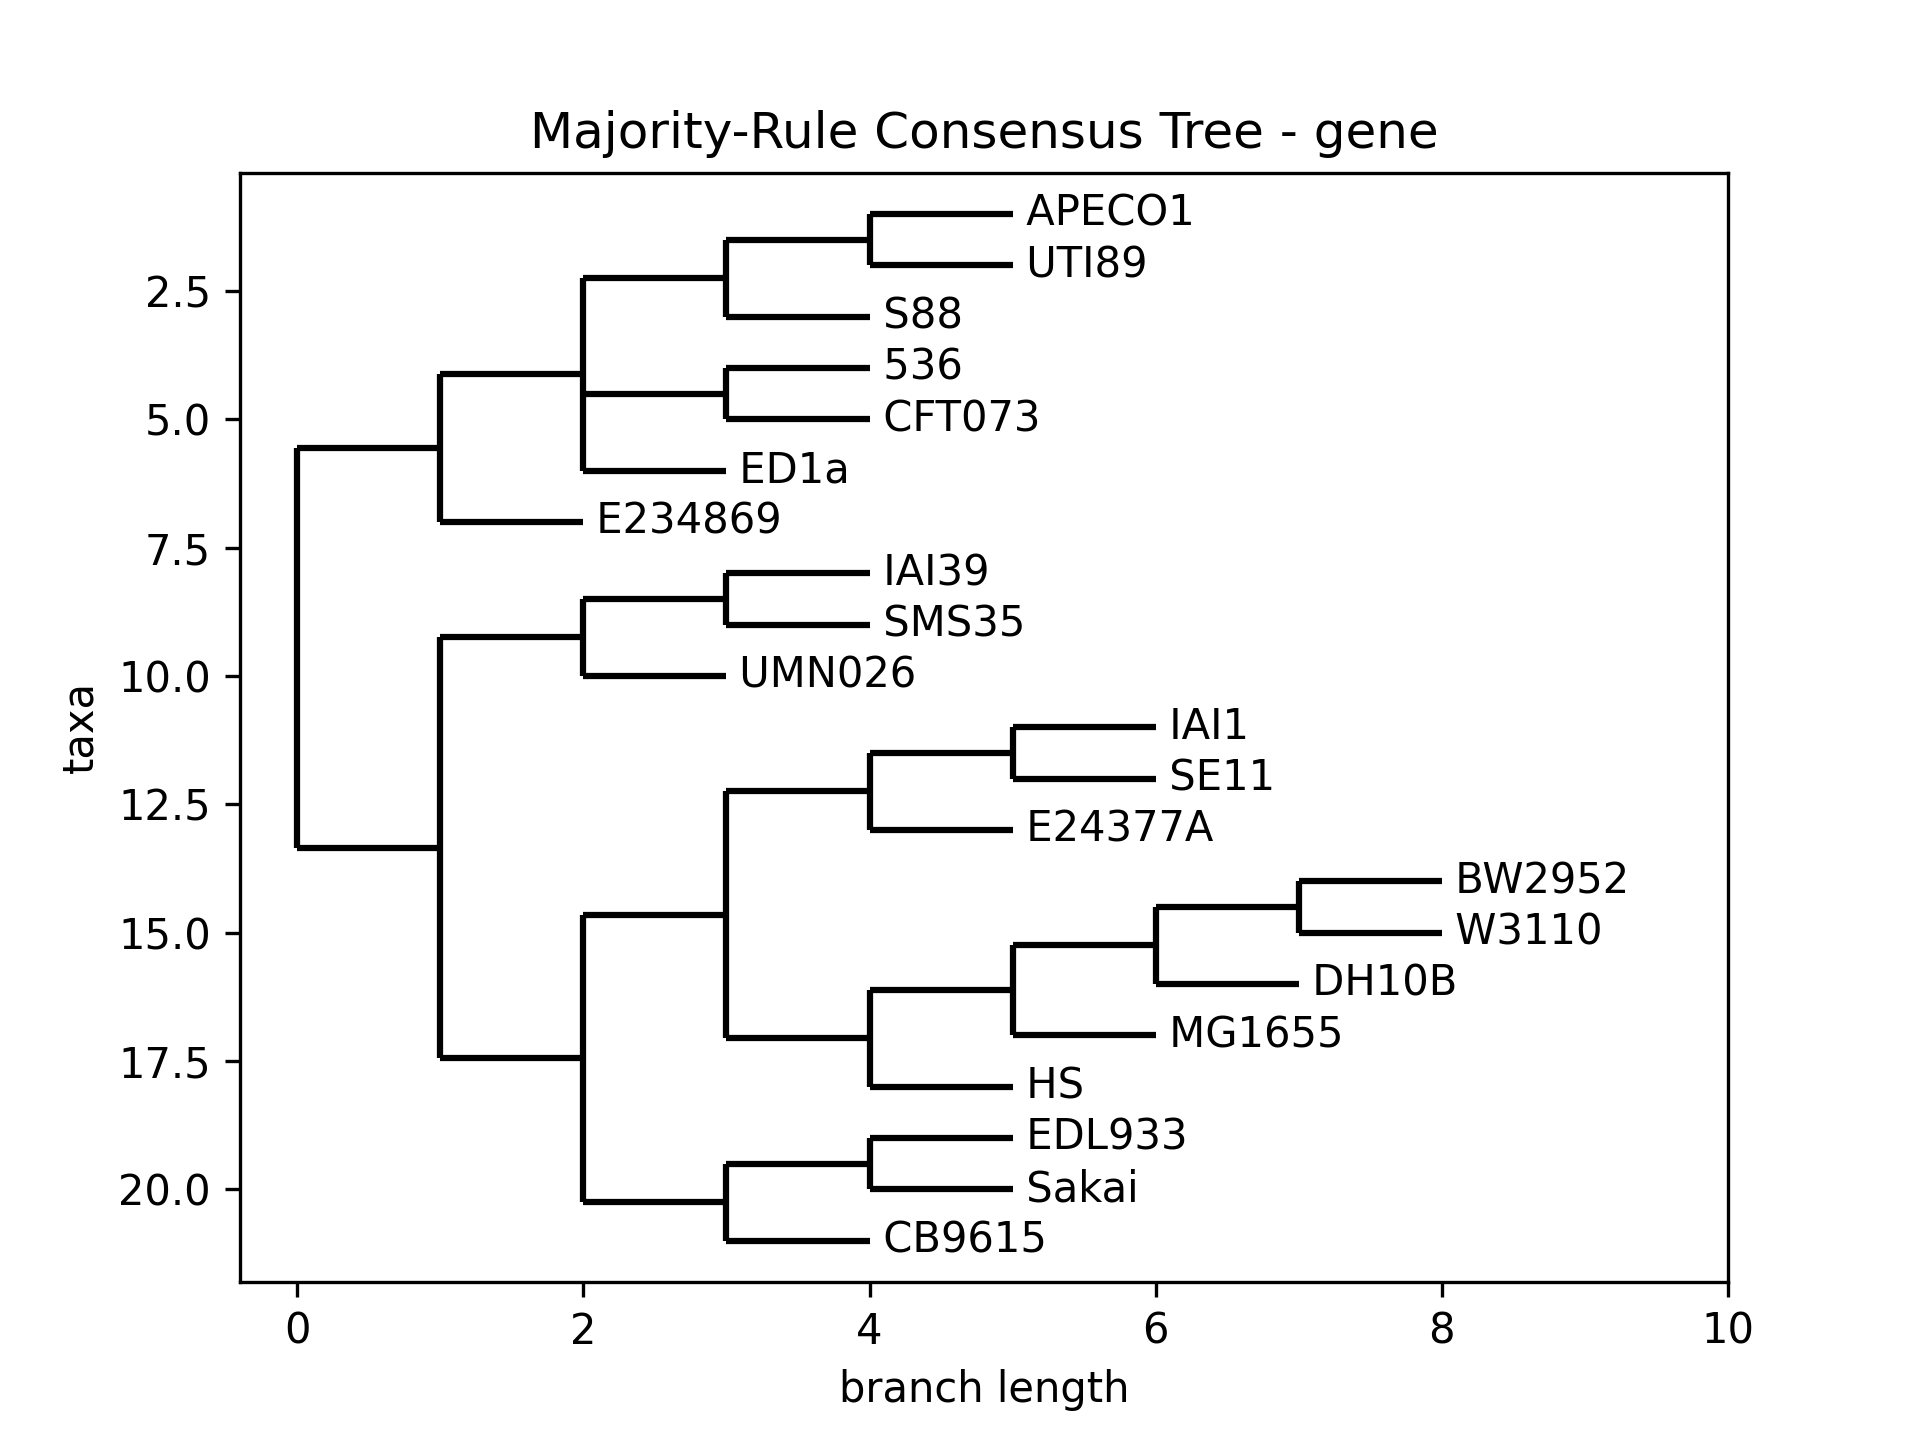 Majority-Rule Consensus Tree - gene
APECO1
UTI89
2.5
S88
536
5.0
CFT073
ED1a
E234869
7.5
IAI39
SMS35
10.0
UMN026
taxa
IAI1
SE11
12.5
E24377A
BW2952
15.0
W3110
DH10B
MG1655
17.5
HS
EDL933
20.0
Sakai
CB9615
0 2 4 6 8 10
branch length